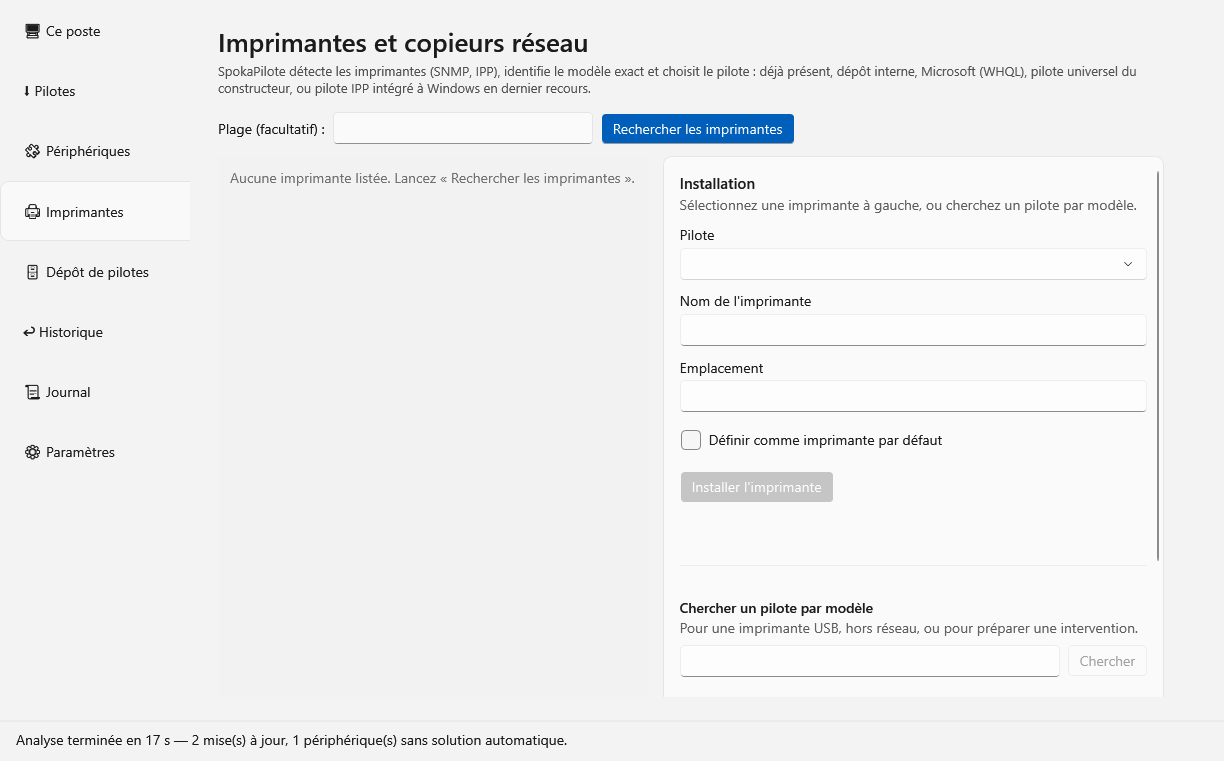 Ce poste
Pilotes
Périphériques
Imprimantes
Dépôt de pilotes
Historique
Journal
Paramètres
Imprimantes et copieurs réseau
SpokaPilote détecte les imprimantes (SNMP, IPP), identifie le modèle exact et choisit le pilote : déjà présent, dépôt interne, Microsoft (WHQL), pilote universel du
constructeur, ou pilote IPP intégré à Windows en dernier recours.
Plage (facultatif) :
Rechercher les imprimantes
Aucune imprimante listée. Lancez « Rechercher les imprimantes ».
Installation
Sélectionnez une imprimante à gauche, ou cherchez un pilote par modèle.
Pilote
Nom de l'imprimante
Emplacement
Définir comme imprimante par défaut
Installer l'imprimante
Chercher un pilote par modèle
Pour une imprimante USB, hors réseau, ou pour préparer une intervention.
Chercher
Analyse terminée en 17 s — 2 mise(s) à jour, 1 périphérique(s) sans solution automatique.